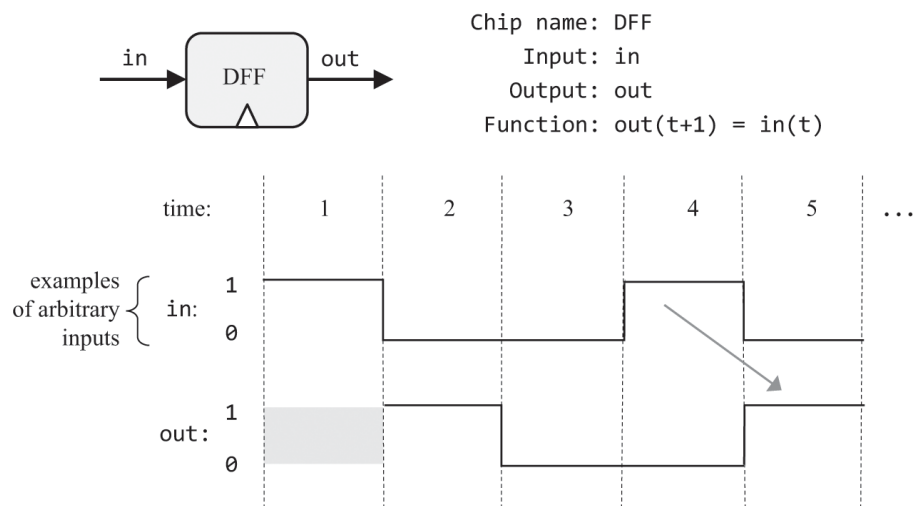 in
DFF
out
Chip name: DFF
Input: in
Output: out
Function: out(t+1) = in(t)
time: 1 2 3 4 5 ...
examples
of arbitrary
inputs
in:
1
0
out:
1
0